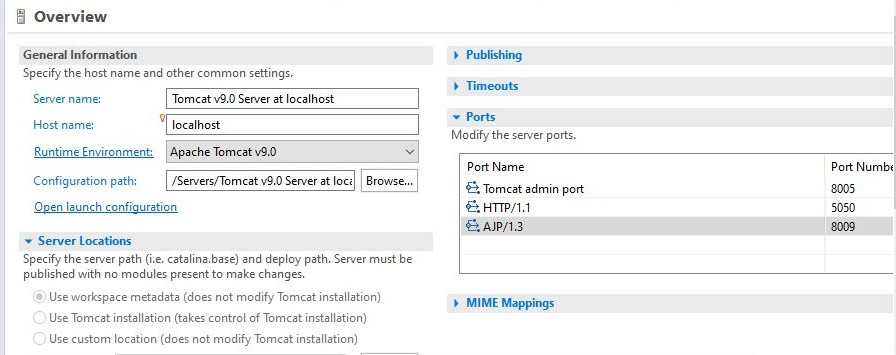 Overview
General Information
Specify the host name and other common settings.
Server name:
Tomcat v9.0 Server at localhost
Host name:
localhost
Runtime Environment:
Apache Tomcat v9.0
Configuration path:
/Servers/Tomcat v9.0 Server at loca
Browse...
Open launch configuration
Server Locations
Specify the server path (i.e. catalina.base) and deploy path. Server must be
published with no modules present to make changes.
Use workspace metadata (does not modify Tomcat installation)
Use Tomcat installation (takes control of Tomcat installation)
Use custom location (does not modify Tomcat installation)
Publishing
Timeouts
Ports
Modify the server ports.
Port Name Port Numbe
Tomcat admin port 8005
HTTP/1.1 5050
AJP/1.3 8009
MIME Mappings